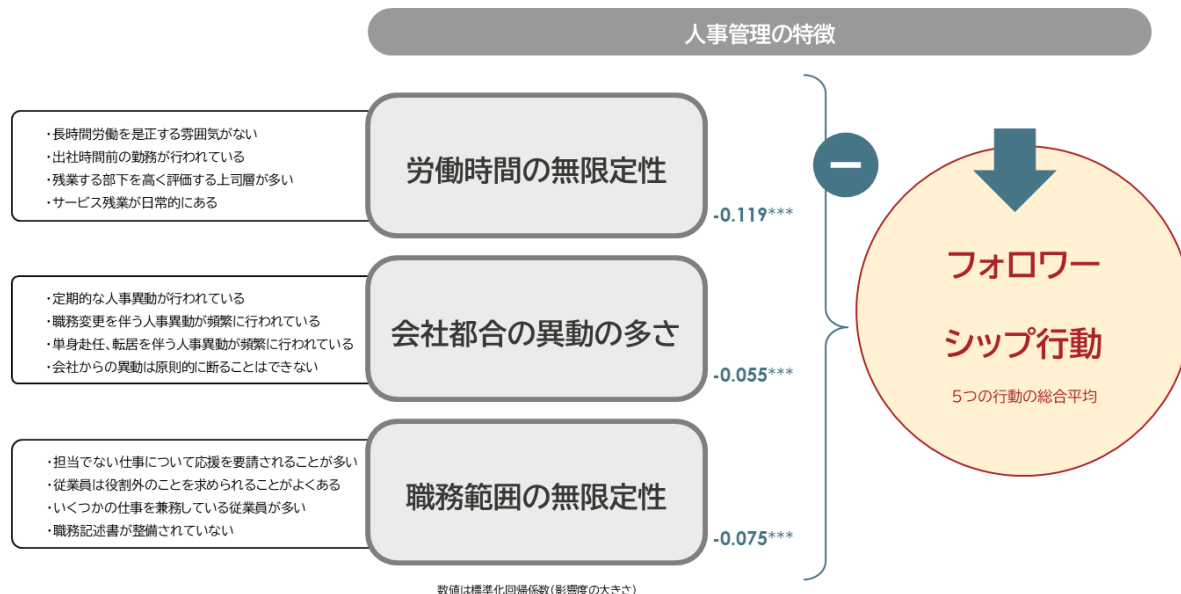 人事管理の特徴
・長時間労働を是正する雰囲気がない
・出社時間前の勤務が行われている
・残業する部下を高く評価する上司層が多い
・サービス残業が日常的にある
労働時間の無限定性
-0.119***
・定期的な人事異動が行われている
・職務変更を伴う人事異動が頻繁に行われている
・単身赴任、転居を伴う人事異動が頻繁に行われている
・会社からの異動は原則的に断ることはできない
会社都合の異動の多さ
-0.055***
・担当でない仕事について応援を要請されることが多い
・従業員は役割外のことを求められることがよくある
・いくつかの仕事を兼務している従業員が多い
・職務記述書が整備されていない
職務範囲の無限定性
-0.075***
−
フォロワー
シップ行動
5つの行動の総合平均
数値は標準化回帰係数(影響度の大きさ)